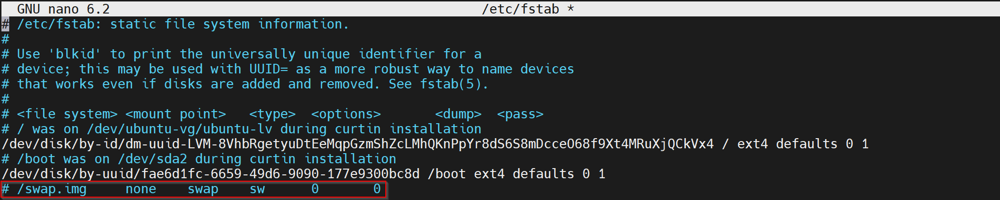 GNU nano 6.2 /etc/fstab *
# /etc/fstab: static file system information.
#
# Use 'blkid' to print the universally unique identifier for a
# device; this may be used with UUID= as a more robust way to name devices
# that works even if disks are added and removed. See fstab(5).
#
# <file system> <mount point>   <type>  <options>       <dump>  <pass>
# / was on /dev/ubuntu-vg/ubuntu-lv during curtin installation
/dev/disk/by-id/dm-uuid-LVM-8VhbRgetyuDtEeMqpGzmShZcLMhQKnPpYr8dS6S8mDcceO68f9Xt4MRuXjQCkVx4 / ext4 defaults 0 1
# /boot was on /dev/sda2 during curtin installation
/dev/disk/by-uuid/fae6d1fc-6659-49d6-9090-177e9300bc8d /boot ext4 defaults 0 1
# /swap.img     none    swap    sw      0       0